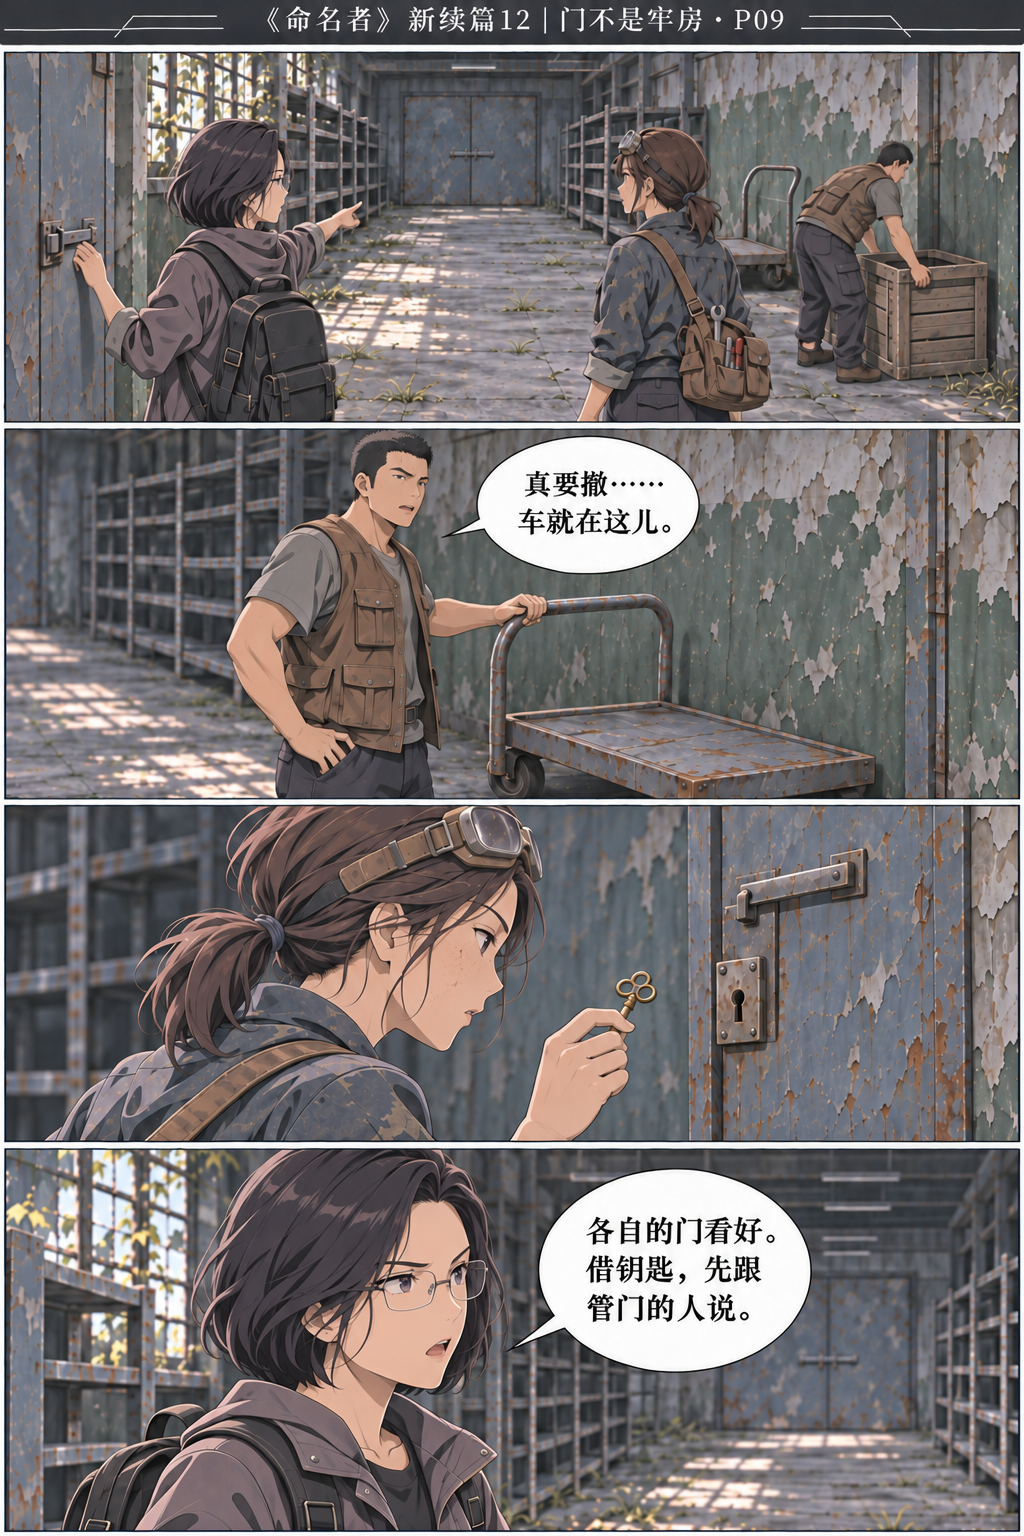 《命名者》新续篇12 | 门不是牢房·P09
真要撤……
车就在这儿。
各自的门看好。
借钥匙，先跟
管门的人说。